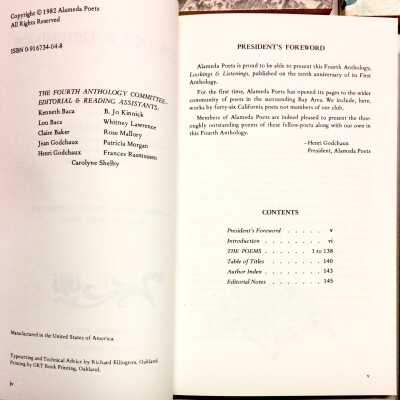 Copyright © 1982 Alameda Poets
All Rights Reserved
ISBN 0-916734-04-8
THE FOURTH ANTHOLOGY COMMITTEE
EDITORIAL & READING ASSISTANTS:
Kenneth Baca B. Jo Kinnick
Lou Baca Whitney Lawrence
Claire Baker Rose Mallory
Jean Godchaux Patricia Morgan
Henri Godchaux Frances Rasmussen
Carolyne Shelby
Manufactured in the United States of America
Typesetting and Technical Advice by Richard Ellington, Oakland.
Printing by GRT Book Printing, Oakland.
iv
PRESIDENT'S FOREWORD
Alameda Poets is proud to be able to present this Fourth Anthology,
Lookings & Listenings, published on the tenth anniversary of its First
Anthology.
For the first time, Alameda Poets has opened its pages to the wider
community of poets in the surrounding Bay Area. We include, here,
works by forty-six California poets not members of our club.
Members of Alameda Poets are indeed pleased to present the thor-
oughly outstanding poems of these fellow-poets along with our own in
this Fourth Anthology.
—Henri Godchaux
President, Alameda Poets
CONTENTS
President's Foreword . . . . . . v
Introduction . . . . . . . vi
THE POEMS . . . . . . 1 to 138
Table of Titles . . . . . . 140
Author Index . . . . . . . 143
Editorial Notes . . . . . . 145
v